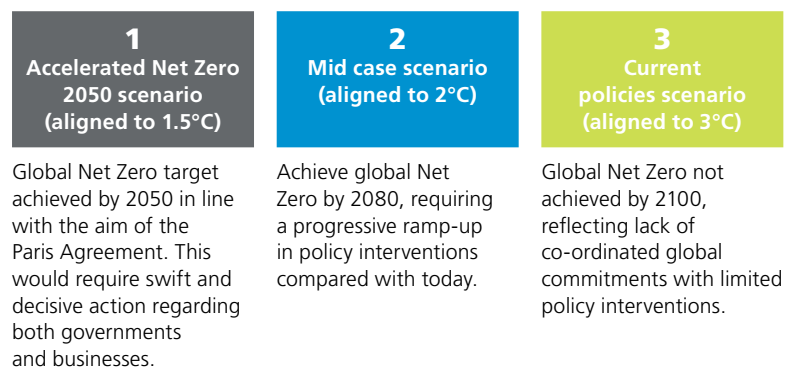 1
Accelerated Net Zero
2050 scenario
(aligned to 1.5°C)
Global Net Zero target
achieved by 2050 in line
with the aim of the
Paris Agreement. This
would require swift and
decisive action regarding
both governments
and businesses.
2
Mid case scenario
(aligned to 2°C)
Achieve global Net
Zero by 2080, requiring
a progressive ramp-up
in policy interventions
compared with today.
3
Current
policies scenario
(aligned to 3°C)
Global Net Zero not
achieved by 2100,
reflecting lack of
co-ordinated global
commitments with limited
policy interventions.